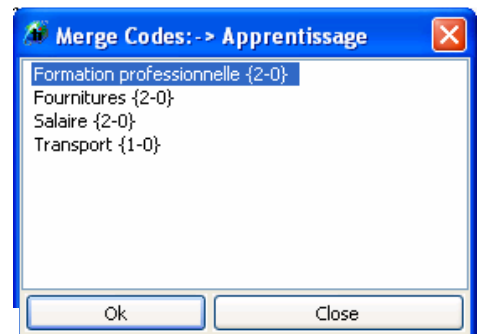 Merge Codes:-> Apprentissage
Formation professionnelle {2-0}
Fournitures {2-0}
Salaire {2-0}
Transport {1-0}
Ok
Close